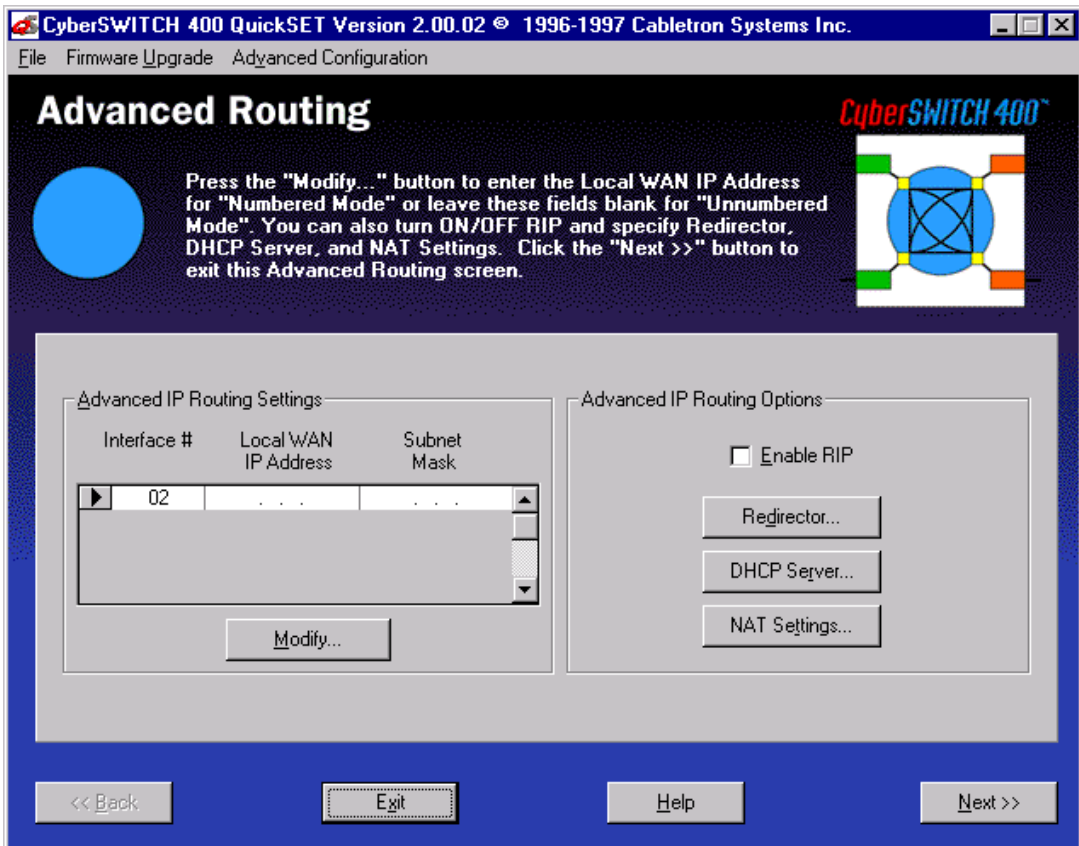 CyberSWITCH 400 QuickSET Version 2.00.02 © 1996-1997 Cabletron Systems Inc.
File Firmware Upgrade Advanced Configuration
Advanced Routing
CyberSWITCH 400™
Press the "Modify..." button to enter the Local WAN IP Address
for "Numbered Mode" or leave these fields blank for "Unnumbered
Mode". You can also turn ON/OFF RIP and specify Redirector,
DHCP Server, and NAT Settings. Click the "Next >>" button to
exit this Advanced Routing screen.
Advanced IP Routing Settings
Interface # Local WAN IP Address Subnet Mask
02 . . . . . .
Modify...
Advanced IP Routing Options
Enable RIP
Redirector...
DHCP Server...
NAT Settings...
<< Back Exit Help Next >>